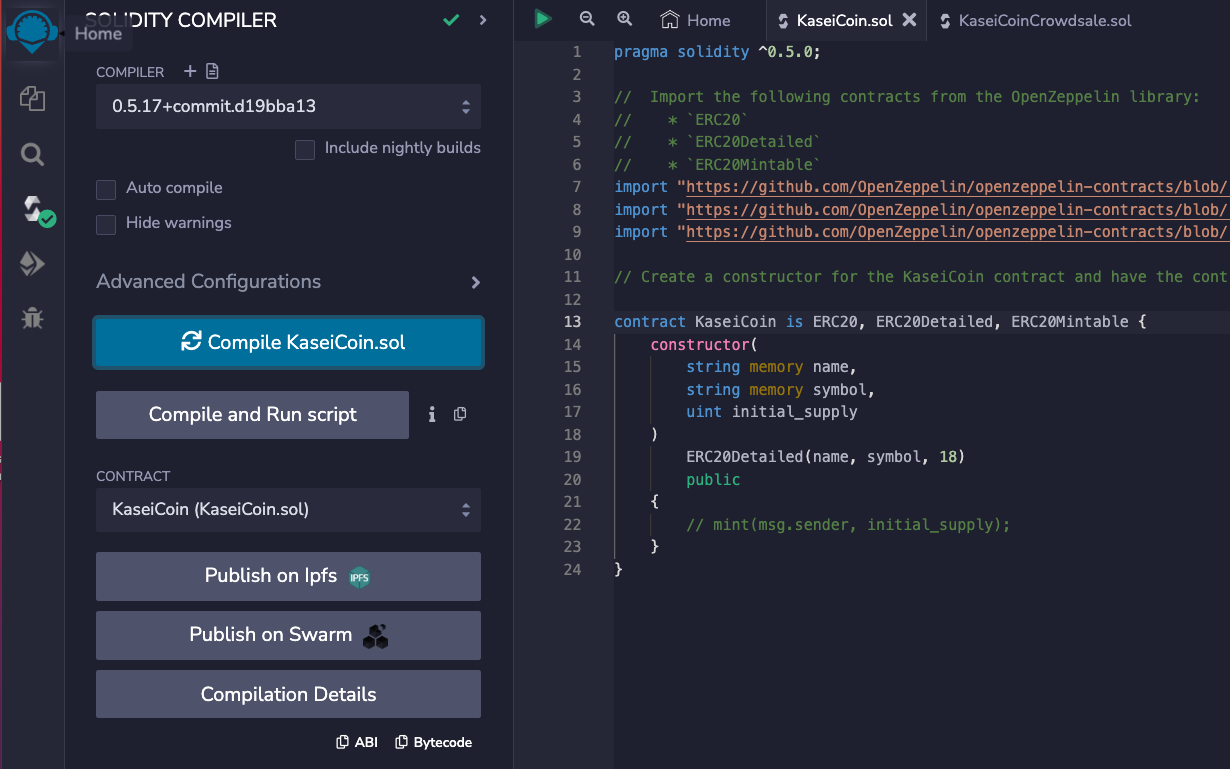 SOLIDITY COMPILER
Home
COMPILER
0.5.17+commit.d19bba13
Include nightly builds
Auto compile
Hide warnings
Advanced Configurations
Compile KaseiCoin.sol
Compile and Run script
CONTRACT
KaseiCoin (KaseiCoin.sol)
Publish on Ipfs
IPFS
Publish on Swarm
Compilation Details
ABI
Bytecode
Home
KaseiCoin.sol
KaseiCoinCrowdsale.sol
1 pragma solidity ^0.5.0;
2
3 //  Import the following contracts from the OpenZeppelin library:
4 //    * `ERC20`
5 //    * `ERC20Detailed`
6 //    * `ERC20Mintable`
7 import "https://github.com/OpenZeppelin/openzeppelin-contracts/blob/
8 import "https://github.com/OpenZeppelin/openzeppelin-contracts/blob/
9 import "https://github.com/OpenZeppelin/openzeppelin-contracts/blob/
10
11 // Create a constructor for the KaseiCoin contract and have the cont
12
13 contract KaseiCoin is ERC20, ERC20Detailed, ERC20Mintable {
14     constructor(
15         string memory name,
16         string memory symbol,
17         uint initial_supply
18     )
19         ERC20Detailed(name, symbol, 18)
20         public
21     {
22         // mint(msg.sender, initial_supply);
23     }
24 }